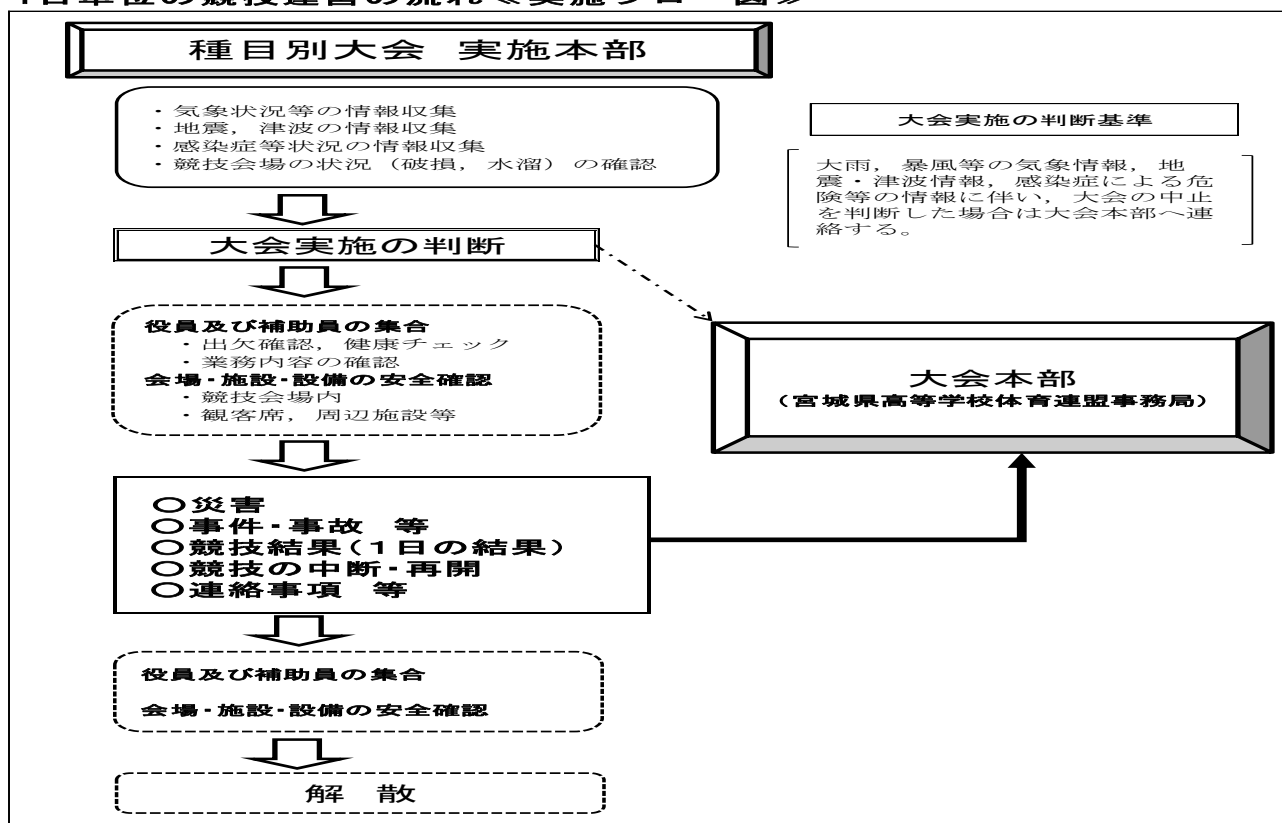 1日単位の競技運営の流れ≪実施フロー図≫
種目別大会 実施本部
・気象状況等の情報収集
・地震，津波の情報収集
・感染症等状況の情報収集
・競技会場の状況（破損，水溜）の確認
大会実施の判断基準
大雨，暴風等の気象情報，地
震・津波情報，感染症による危
険等の情報に伴い，大会の中止
を判断した場合は大会本部へ連
絡する。
大会実施の判断
役員及び補助員の集合
・出欠確認，健康チェック
・業務内容の確認
会場・施設・設備の安全確認
・競技会場内
・観客席，周辺施設等
大会本部
（宮城県高等学校体育連盟事務局）
〇災害
〇事件・事故 等
〇競技結果（1日の結果）
〇競技の中断・再開
〇連絡事項 等
役員及び補助員の集合
会場・施設・設備の安全確認
解 散